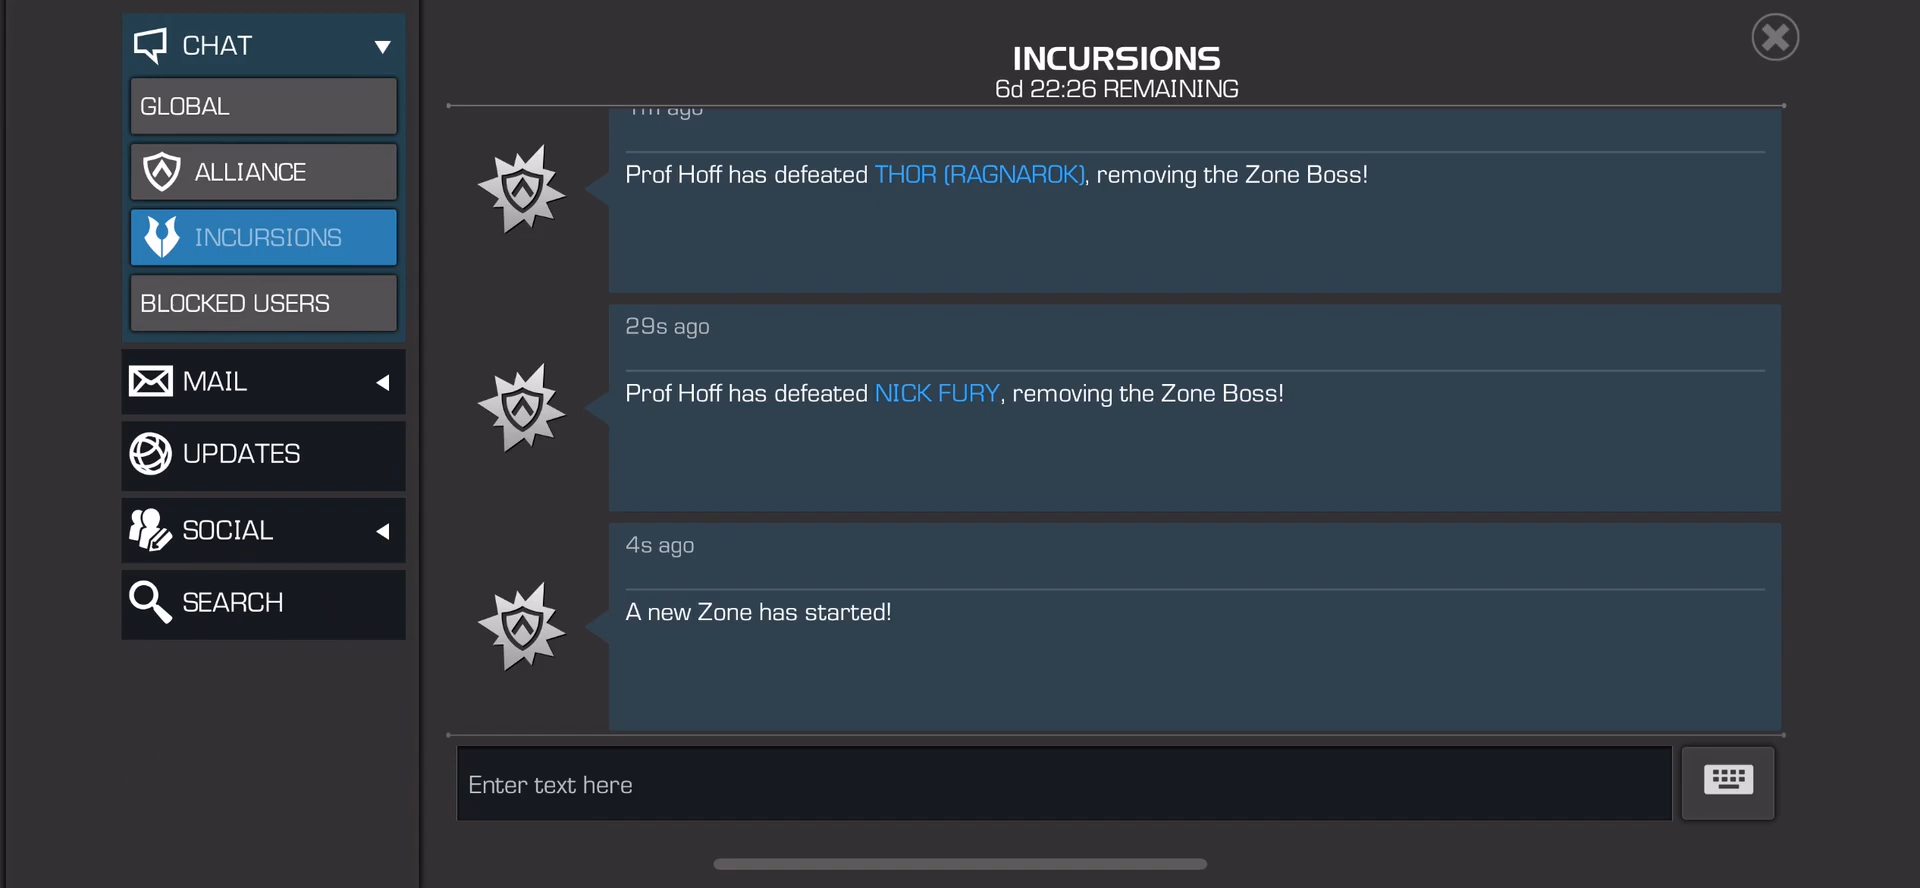 CHAT
GLOBAL
ALLIANCE
INCURSIONS
BLOCKED USERS
MAIL
UPDATES
SOCIAL
SEARCH
INCURSIONS
6d 22:26 REMAINING
ago
Prof Hoff has defeated THOR (RAGNAROK), removing the Zone Boss!
29s ago
Prof Hoff has defeated NICK FURY, removing the Zone Boss!
4s ago
A new Zone has started!
Enter text here